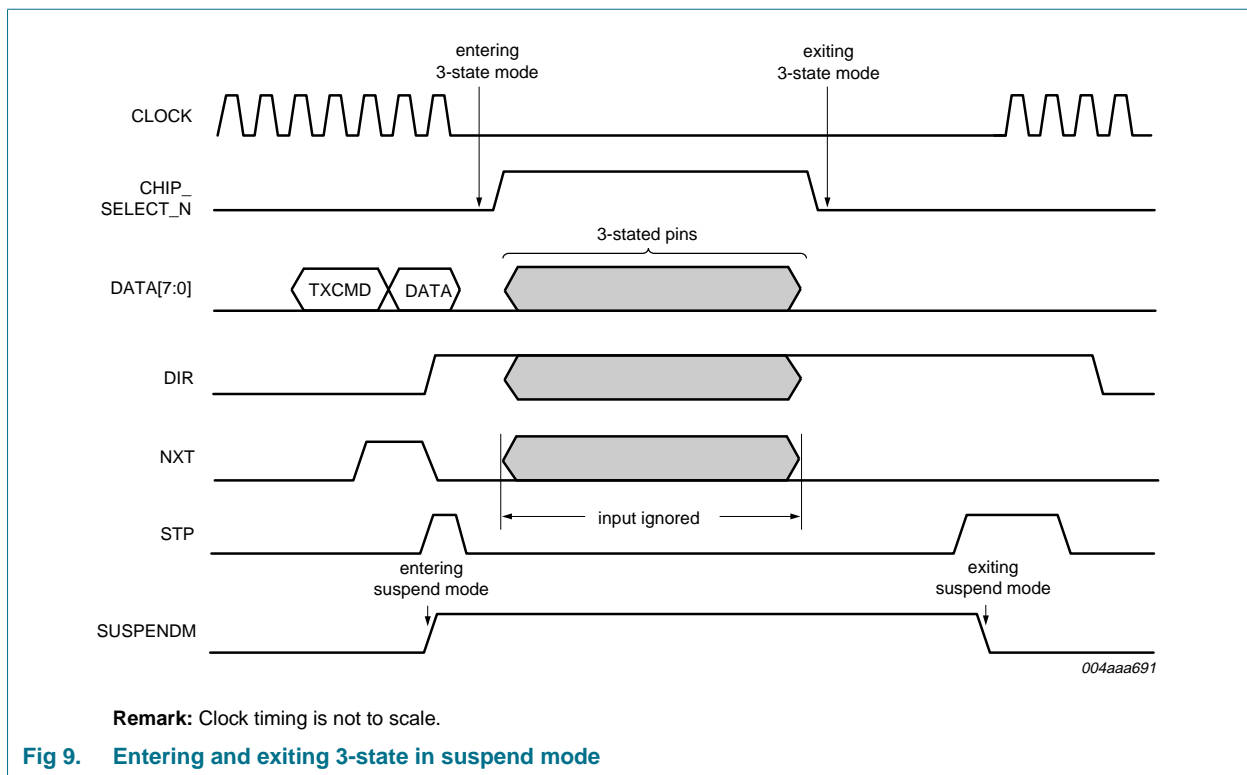 entering
3-state mode
exiting
3-state mode
CLOCK
CHIP_
SELECT_N
3-stated pins
DATA[7:0]
TXCMD
DATA
DIR
NXT
input ignored
STP
entering
suspend mode
exiting
suspend mode
SUSPENDM
004aaa691
Remark: Clock timing is not to scale.
Fig 9. Entering and exiting 3-state in suspend mode